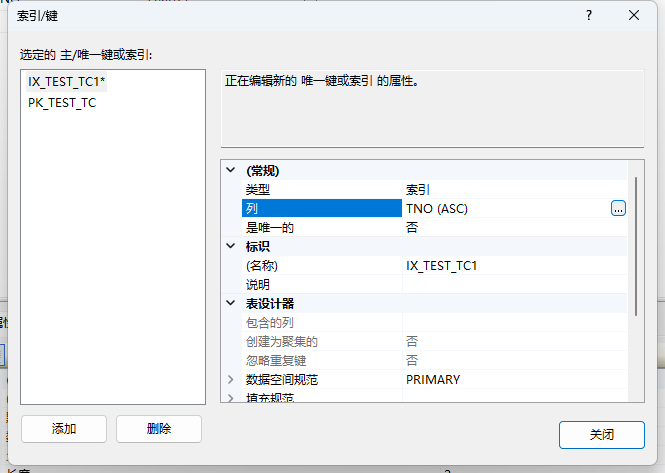 索引/键
?
选定的 主/唯一键或索引:
IX_TEST_TC1*
PK_TEST_TC
正在编辑新的 唯一键或索引 的属性。
(常规)
类型 索引
列 TNO (ASC) ...
是唯一的 否
标识
(名称) IX_TEST_TC1
说明
表设计器
包含的列
创建为聚集的 否
忽略重复键 否
数据空间规范 PRIMARY
填充规范
添加 删除 关闭